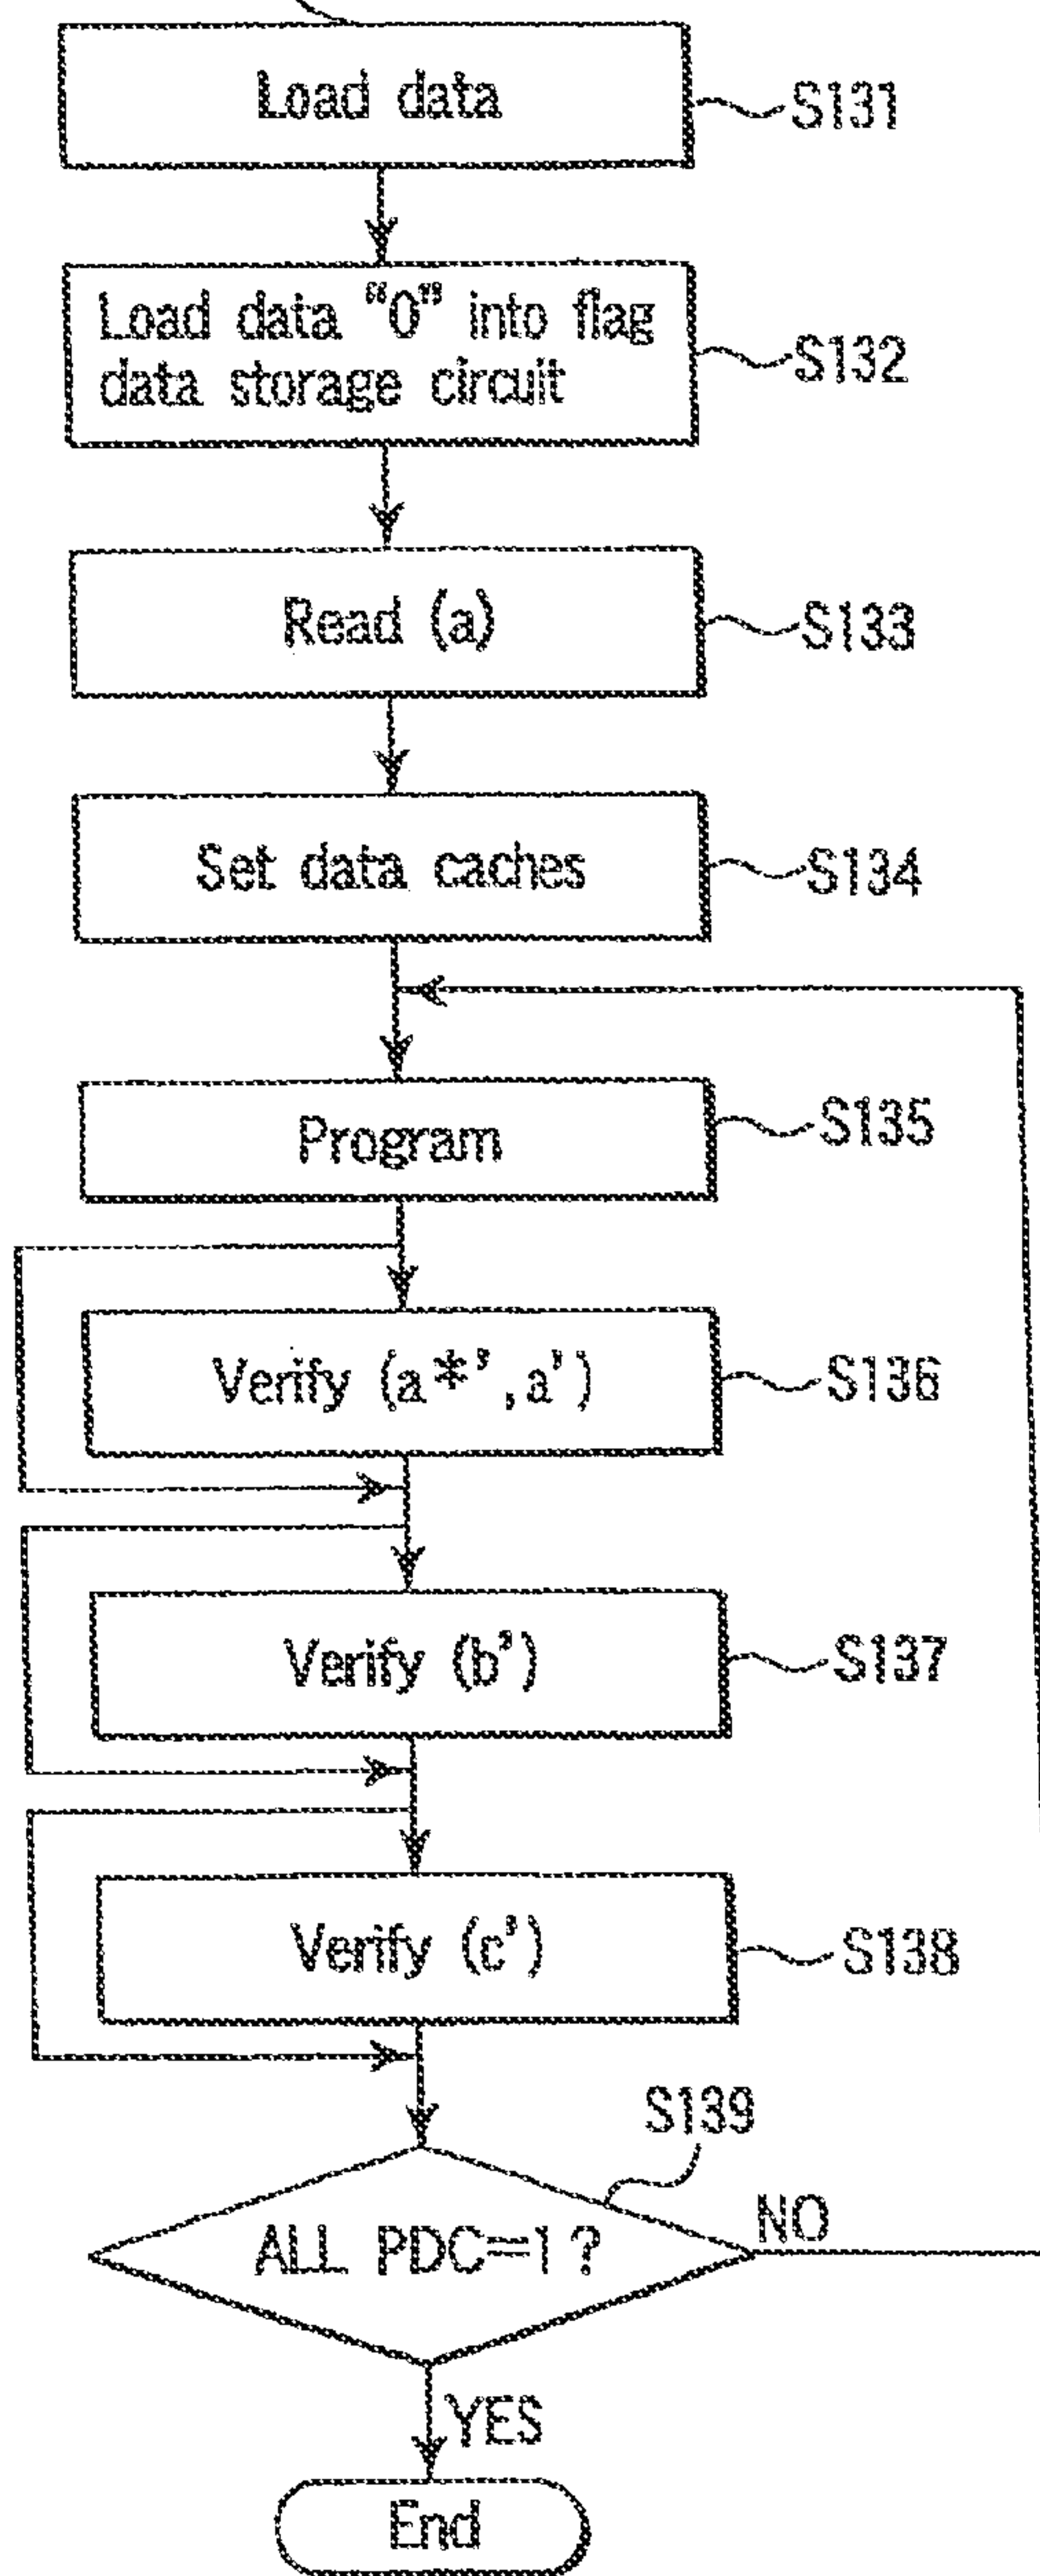 Load data
S131
Load data "0" into flag
data storage circuit
S132
Read (a)
S133
Set data caches
S134
Program
S135
Verify (a*',a')
S136
Verify (b')
S137
Verify (c')
S138
S139
ALL PDC=1?
NO
YES
End